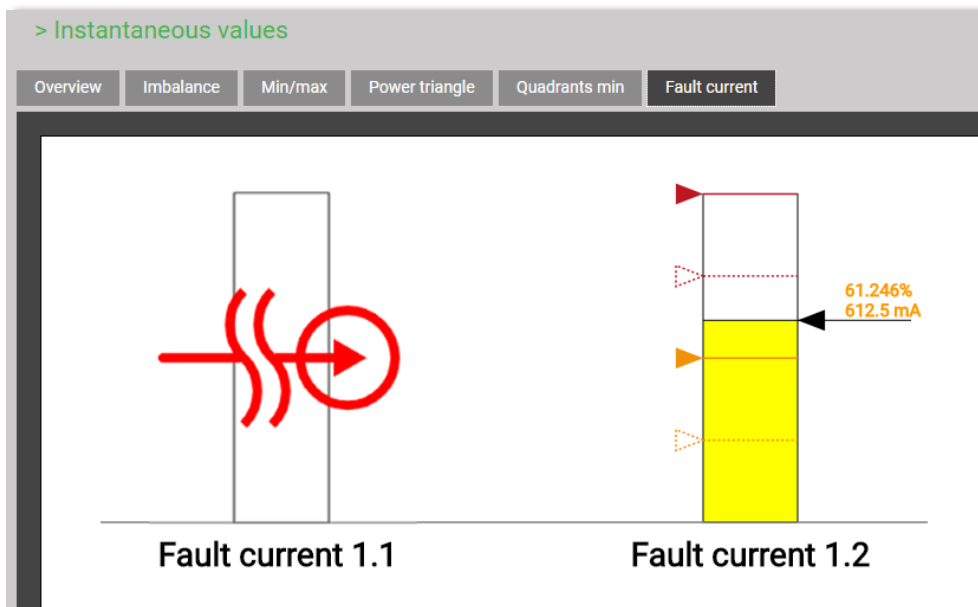 > Instantaneous values
Overview Imbalance Min/max Power triangle Quadrants min Fault current
61.246%
612.5 mA
Fault current 1.1 Fault current 1.2